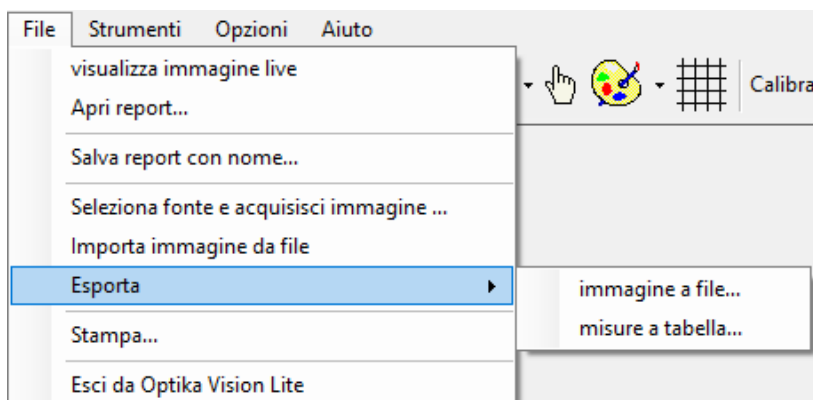 File Strumenti Opzioni Aiuto
visualizza immagine live
Apri report...
Calibra
Salva report con nome...
Seleziona fonte e acquisisci immagine ...
Importa immagine da file
Esporta
immagine a file...
misure a tabella...
Stampa...
Esci da Optika Vision Lite